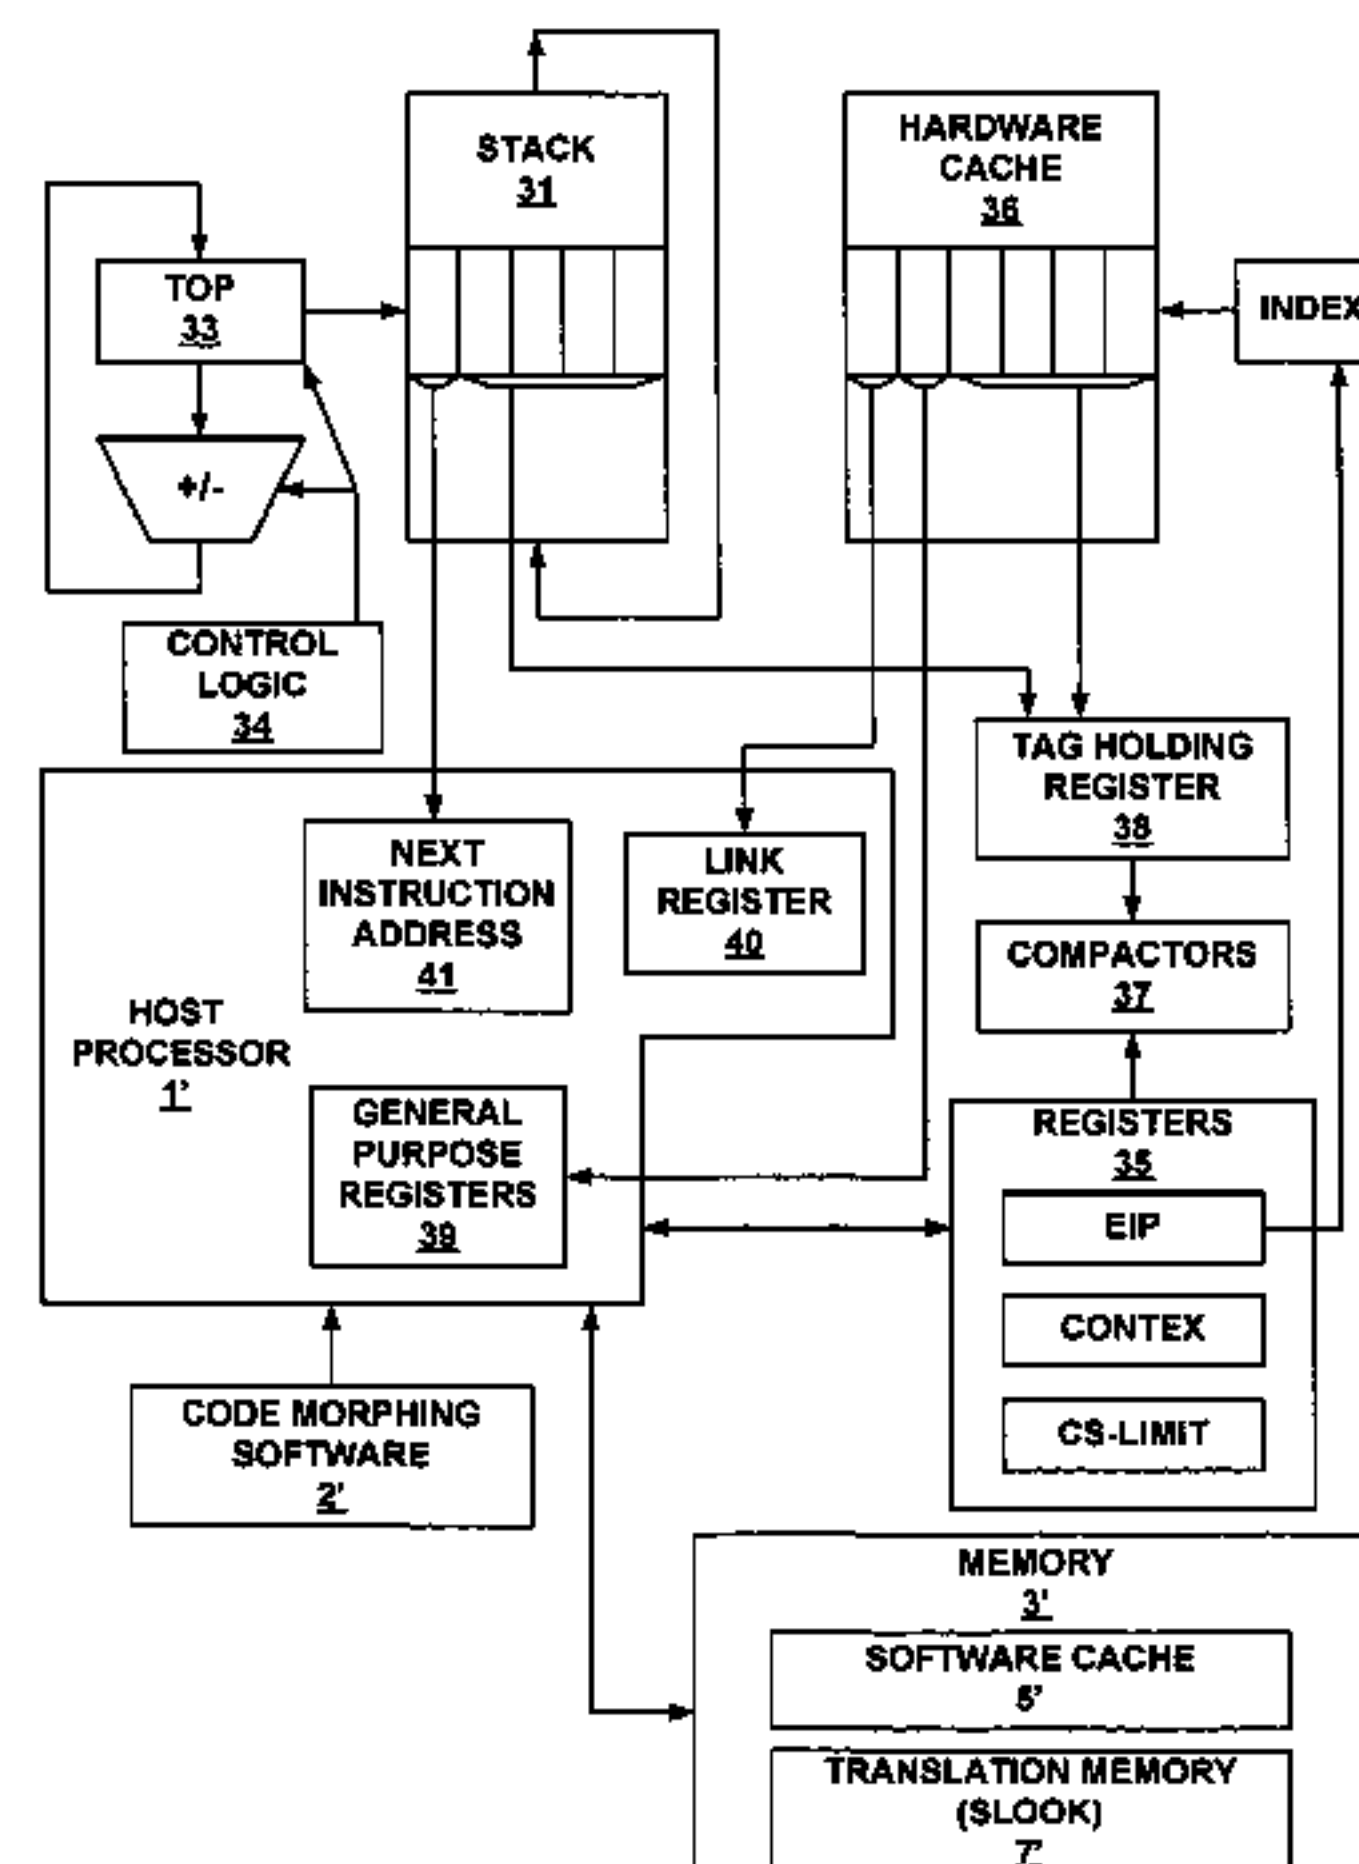 STACK
31
HARDWARE
CACHE
36
TOP
33
INDEX
+/-
CONTROL
LOGIC
34
TAG HOLDING
REGISTER
38
NEXT
INSTRUCTION
ADDRESS
41
LINK
REGISTER
40
COMPACTORS
37
HOST
PROCESSOR
1'
GENERAL
PURPOSE
REGISTERS
39
REGISTERS
35
EIP
CONTEX
CS-LIMIT
CODE MORPHING
SOFTWARE
2'
MEMORY
3'
SOFTWARE CACHE
5'
TRANSLATION MEMORY
(SLOOK)
7'